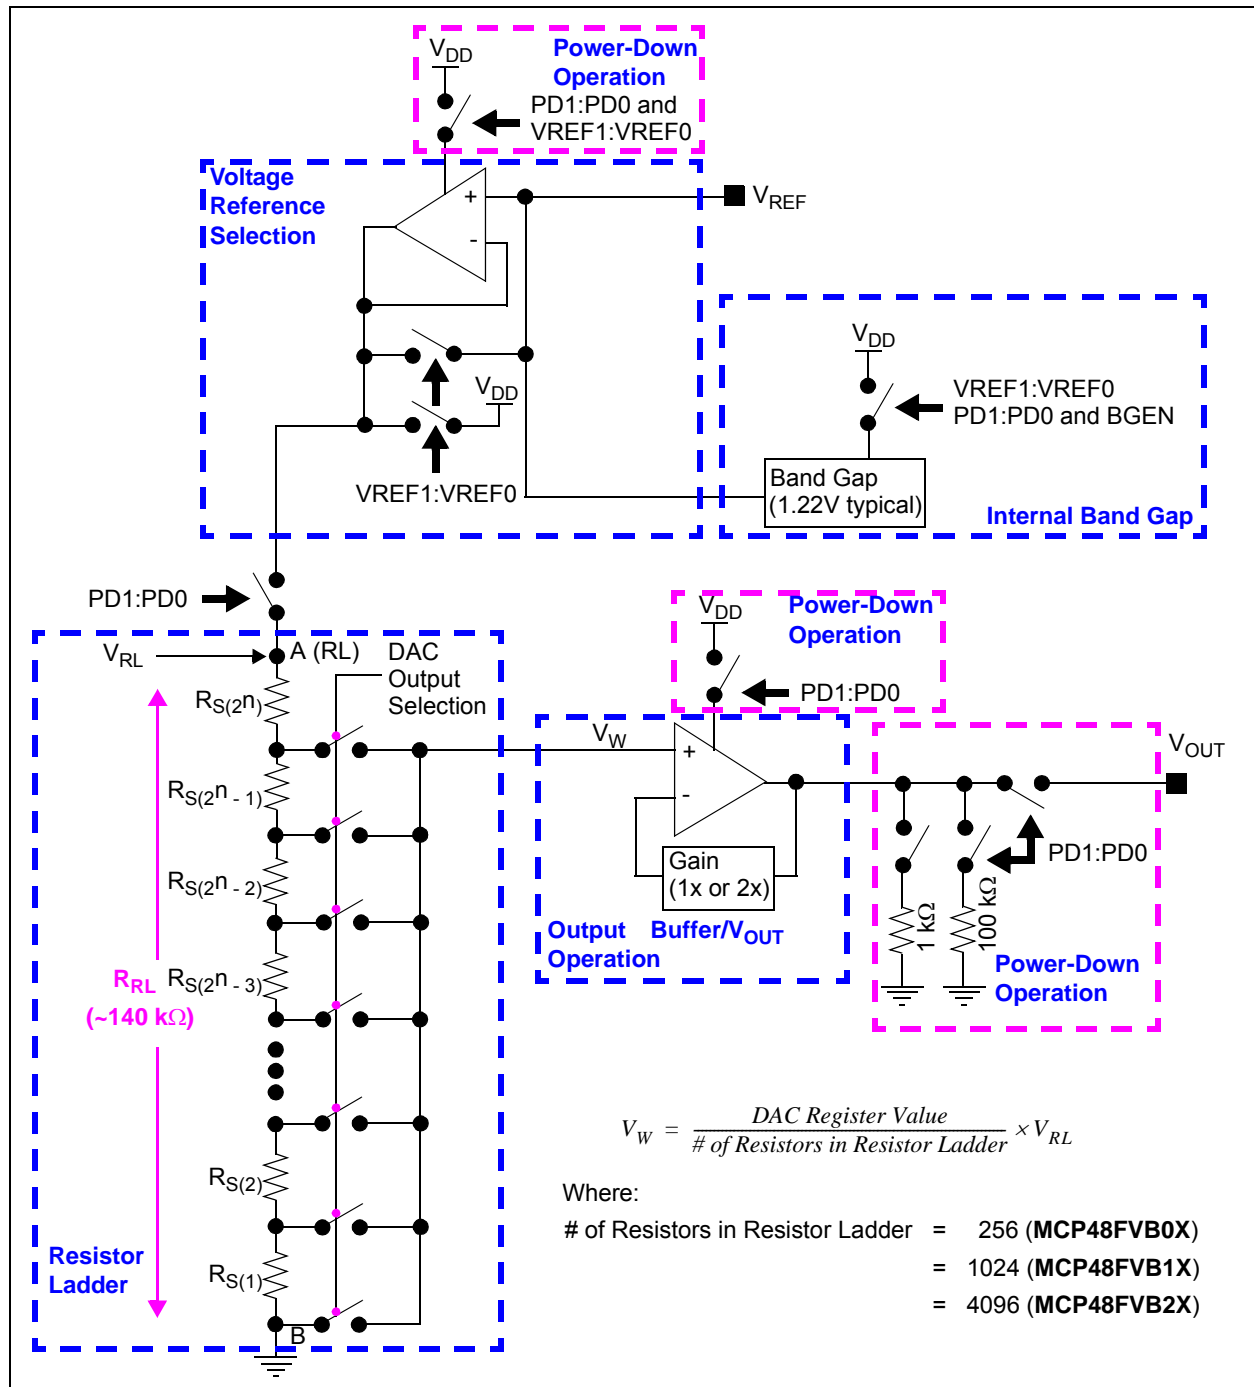 VDD
Power-Down
Operation
PD1:PD0 and
VREF1:VREF0
Voltage
Reference
Selection
+
-
VREF
VDD
VREF1:VREF0
VDD
VREF1:VREF0
PD1:PD0 and BGEN
Band Gap
(1.22V typical)
Internal Band Gap
PD1:PD0
VRL
A (RL)
DAC
Output
Selection
RS(2n)
RS(2n - 1)
RS(2n - 2)
RS(2n - 3)
RRL
(~140 kΩ)
RS(2)
RS(1)
B
Resistor
Ladder
VDD
Power-Down
Operation
PD1:PD0
VW
+
-
Gain
(1x or 2x)
Output Buffer/VOUT
Operation
VOUT
PD1:PD0
1 kΩ
100 kΩ
Power-Down
Operation
VW = DAC Register Value / # of Resistors in Resistor Ladder × VRL
Where:
# of Resistors in Resistor Ladder = 256 (MCP48FVB0X)
= 1024 (MCP48FVB1X)
= 4096 (MCP48FVB2X)